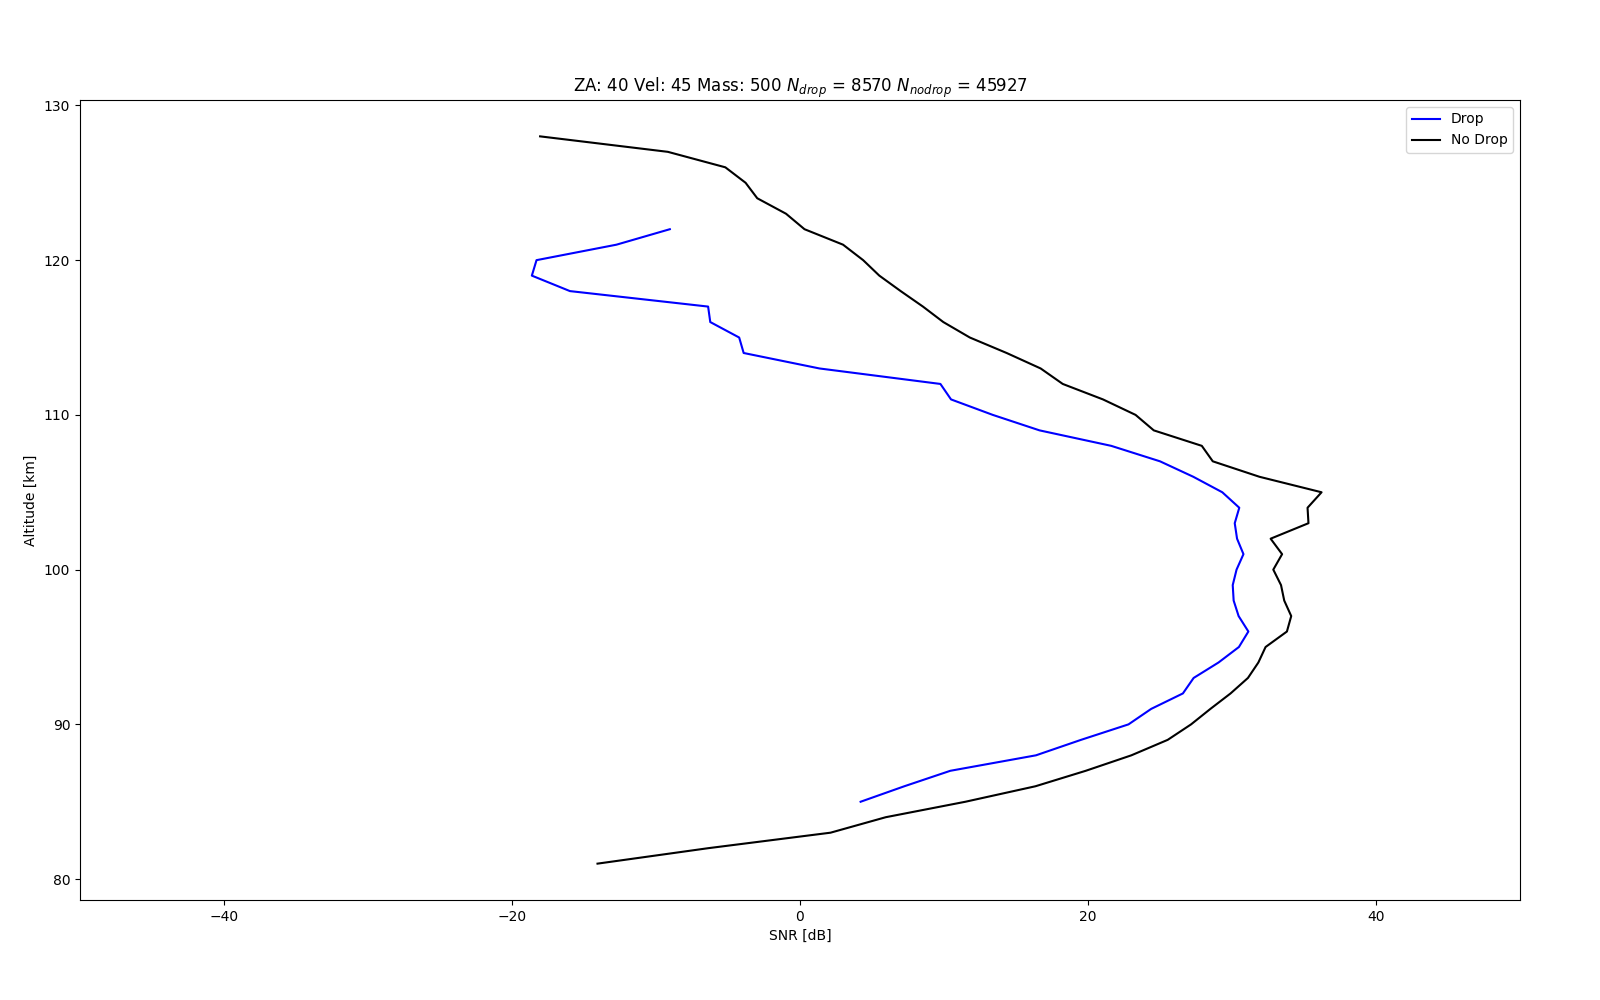 ZA: 40 Vel: 45 Mass: 500 N_drop = 8570 N_nodrop = 45927
Drop
No Drop
Altitude [km]
130
120
110
100
90
80
−40 −20 0 20 40
SNR [dB]